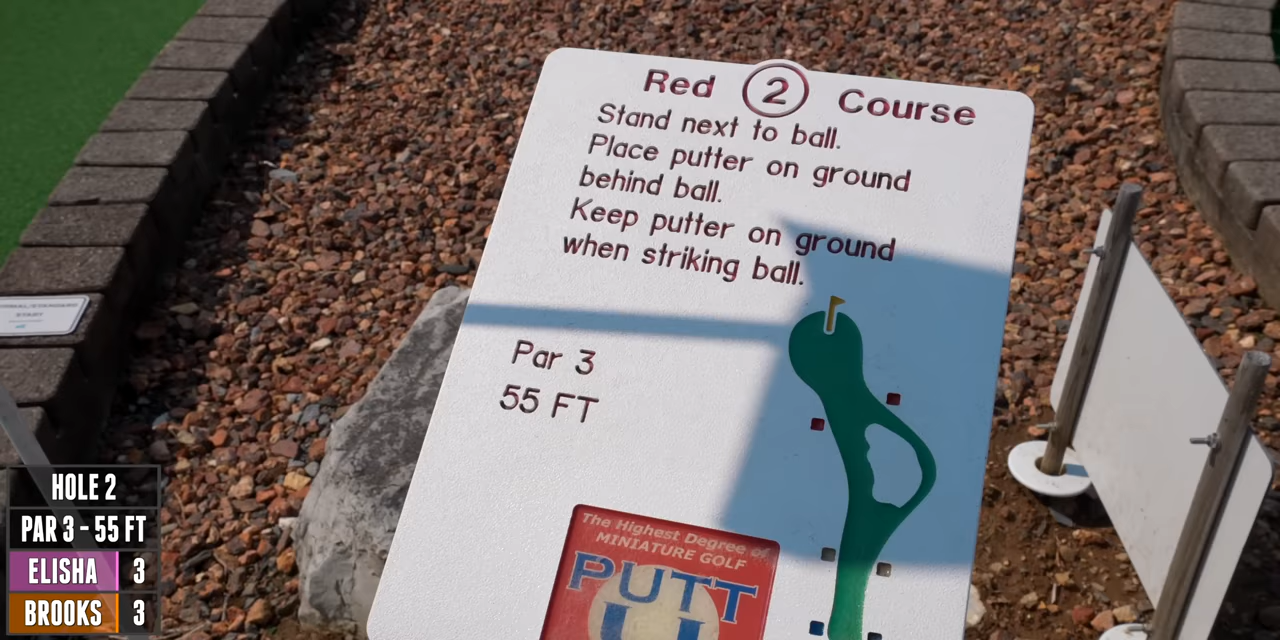 Red 2 Course
Stand next to ball.
Place putter on ground
behind ball.
Keep putter on ground
when striking ball.
Par 3
55 FT
The Highest Degree of
MINIATURE GOLF
PUTT
U
HOLE 2
PAR 3 - 55 FT
ELISHA 3
BROOKS 3